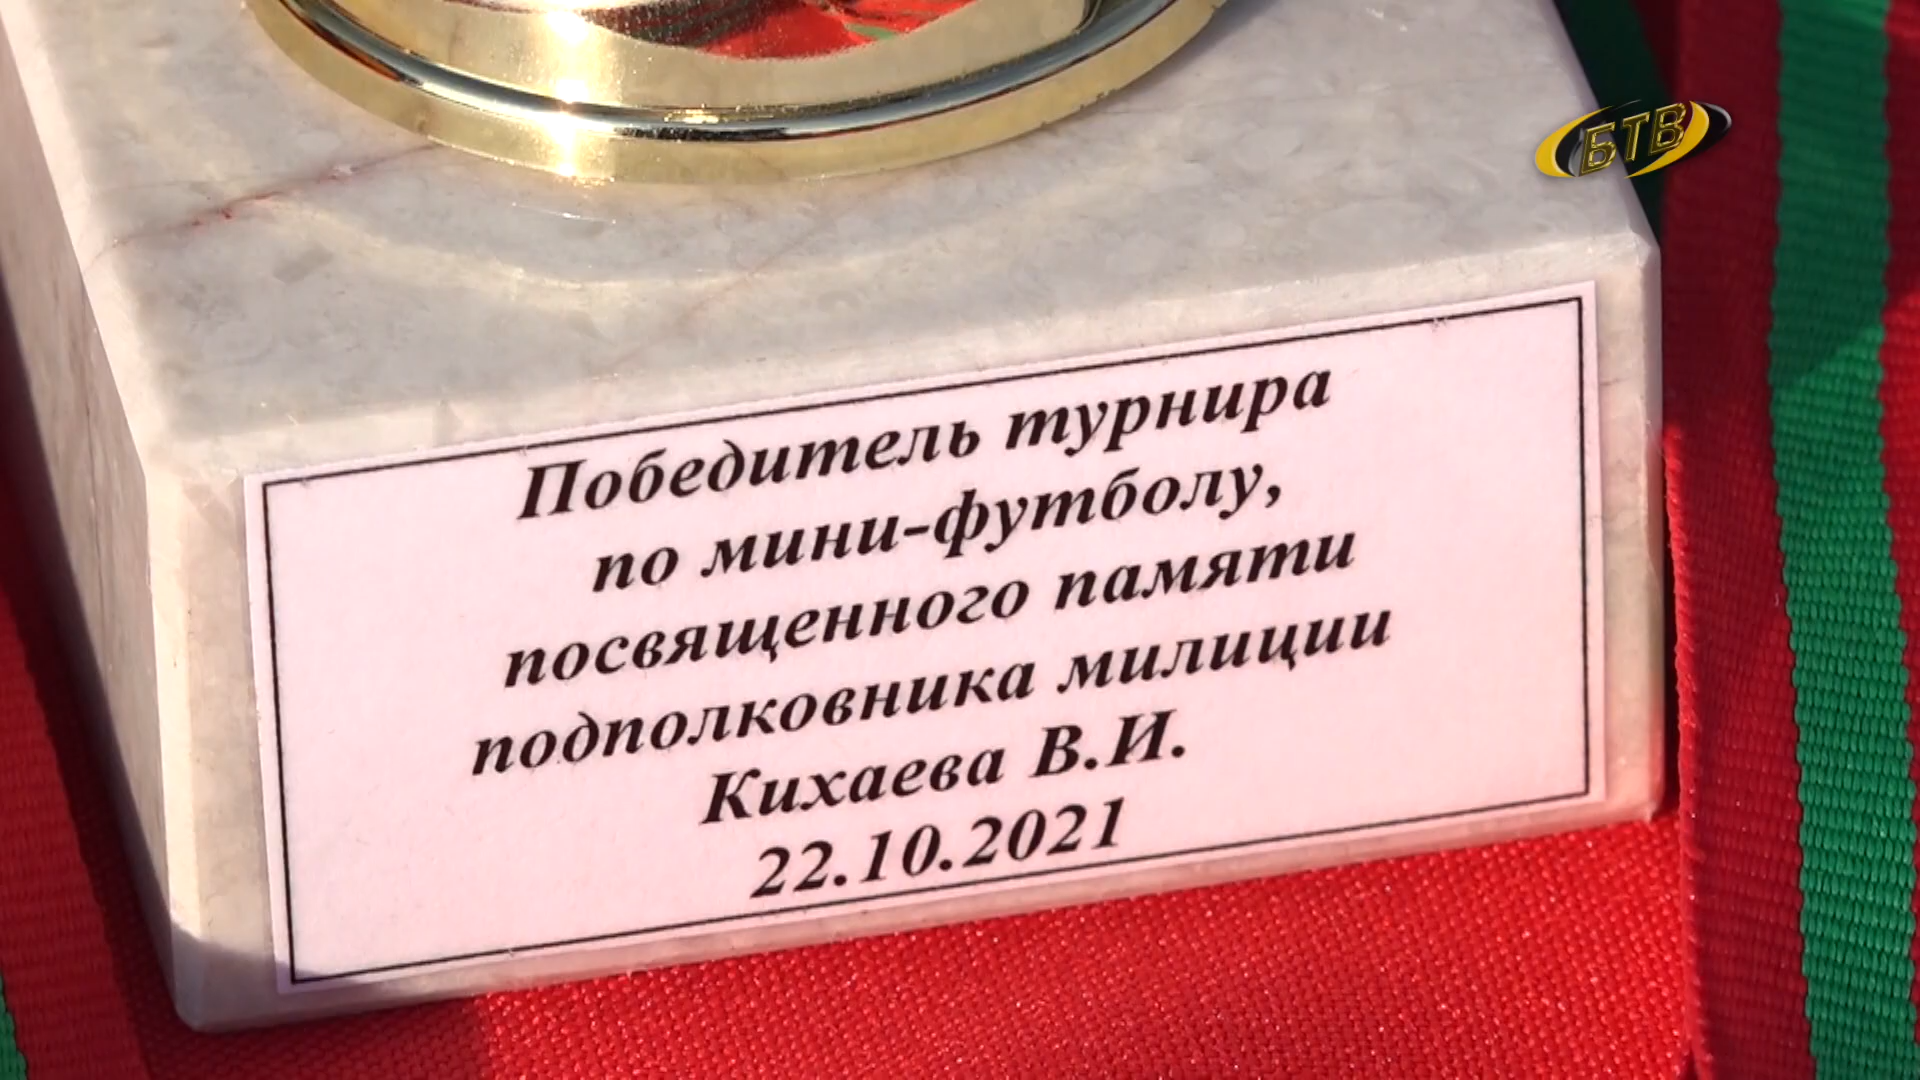 БТВ
Победитель турнира
по мини-футболу,
посвященного памяти
подполковника милиции
Кихаева В.И.
22.10.2021